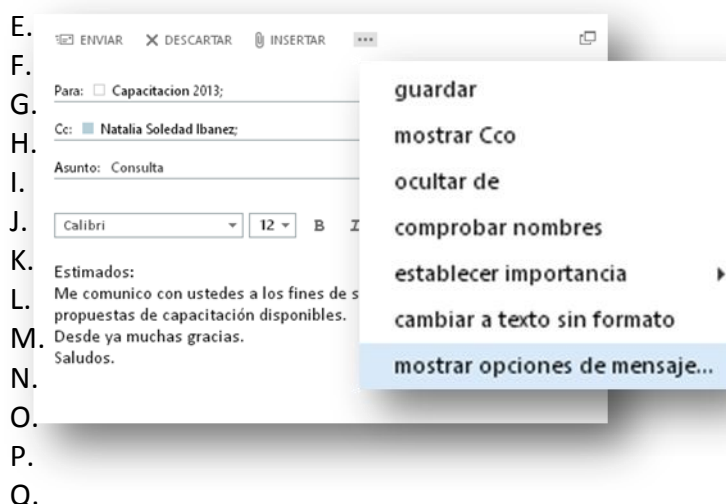 E.
F.
G.
H.
I.
J.
K.
L.
M.
N.
O.
P.
Q.
ENVIAR DESCARTAR INSERTAR ...
Para: Capacitacion 2013;
Cc: Natalia Soledad Ibanez;
Asunto: Consulta
Calibri 12 B I
Estimados:
Me comunico con ustedes a los fines de s
propuestas de capacitación disponibles.
Desde ya muchas gracias.
Saludos.
guardar
mostrar Cco
ocultar de
comprobar nombres
establecer importancia
cambiar a texto sin formato
mostrar opciones de mensaje...